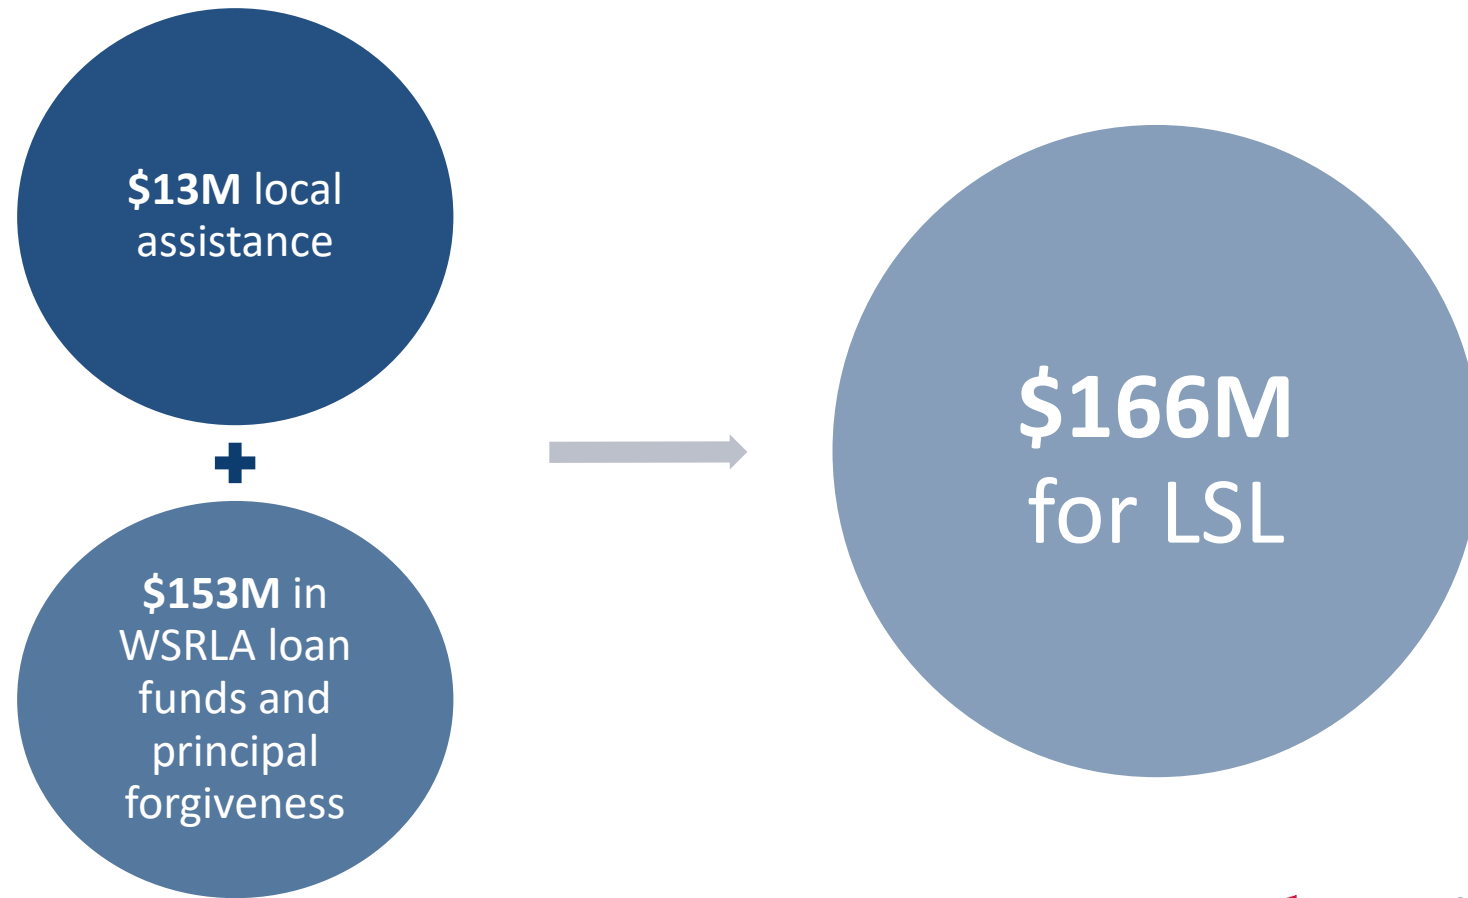 $13M local
assistance
$153M in
WSRLA loan
funds and
principal
forgiveness
$166M
for LSL